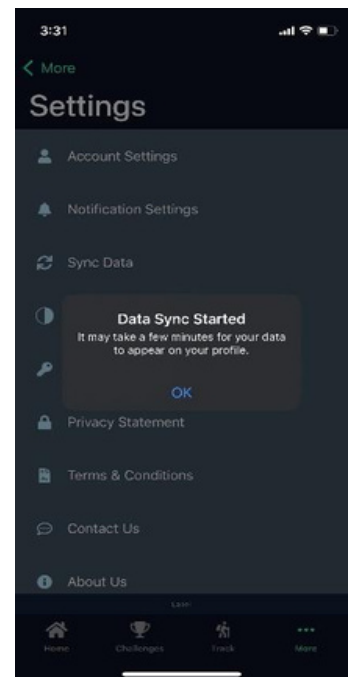 3:31
More
Settings
Account Settings
Notification Settings
Sync Data
Data Sync Started
It may take a few minutes for your data
to appear on your profile.
OK
Privacy Statement
Terms & Conditions
Contact Us
About Us
Home
Challenges
Track
More